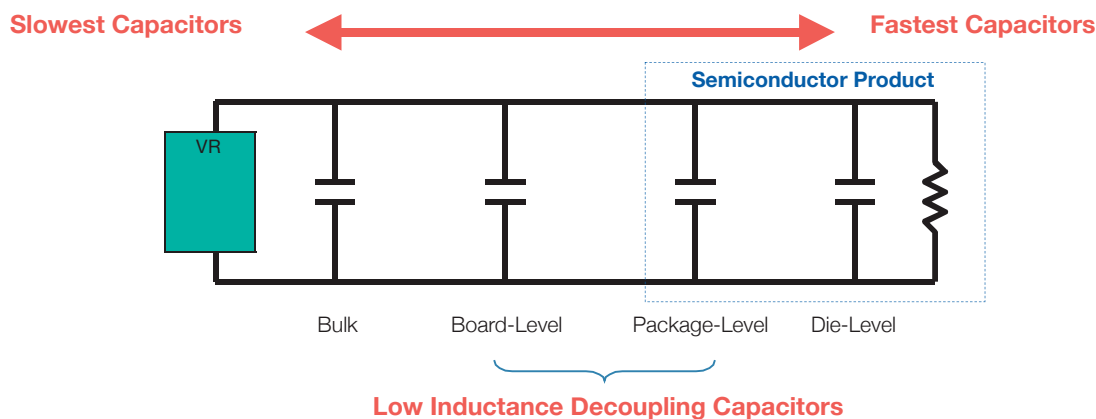 Slowest Capacitors
Fastest Capacitors
Semiconductor Product
VR
Bulk
Board-Level
Package-Level
Die-Level
Low Inductance Decoupling Capacitors